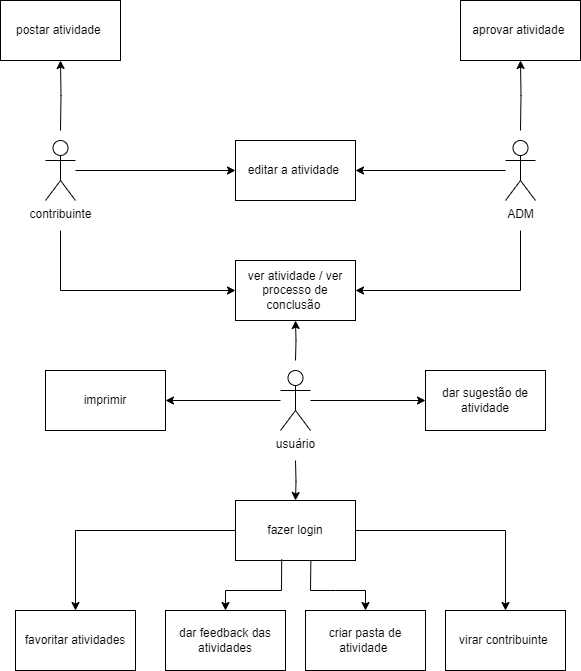 postar atividade
aprovar atividade
editar a atividade
contribuinte
ADM
ver atividade / ver
processo de
conclusão
imprimir
dar sugestão de
atividade
usuário
fazer login
favoritar atividades
dar feedback das
atividades
criar pasta de
atividade
virar contribuinte